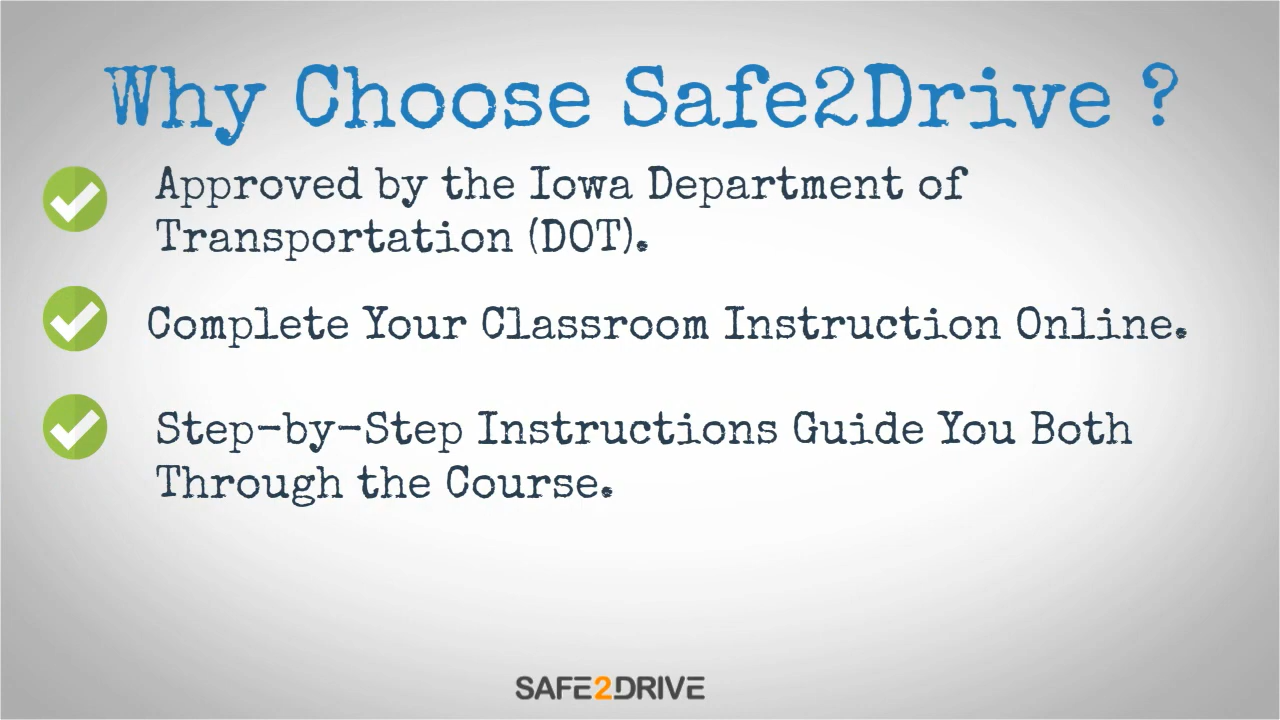 Why Choose Safe2Drive ?
Approved by the Iowa Department of
Transportation (DOT).
Complete Your Classroom Instruction Online.
Step-by-Step Instructions Guide You Both
Through the Course.
SAFE2DRIVE